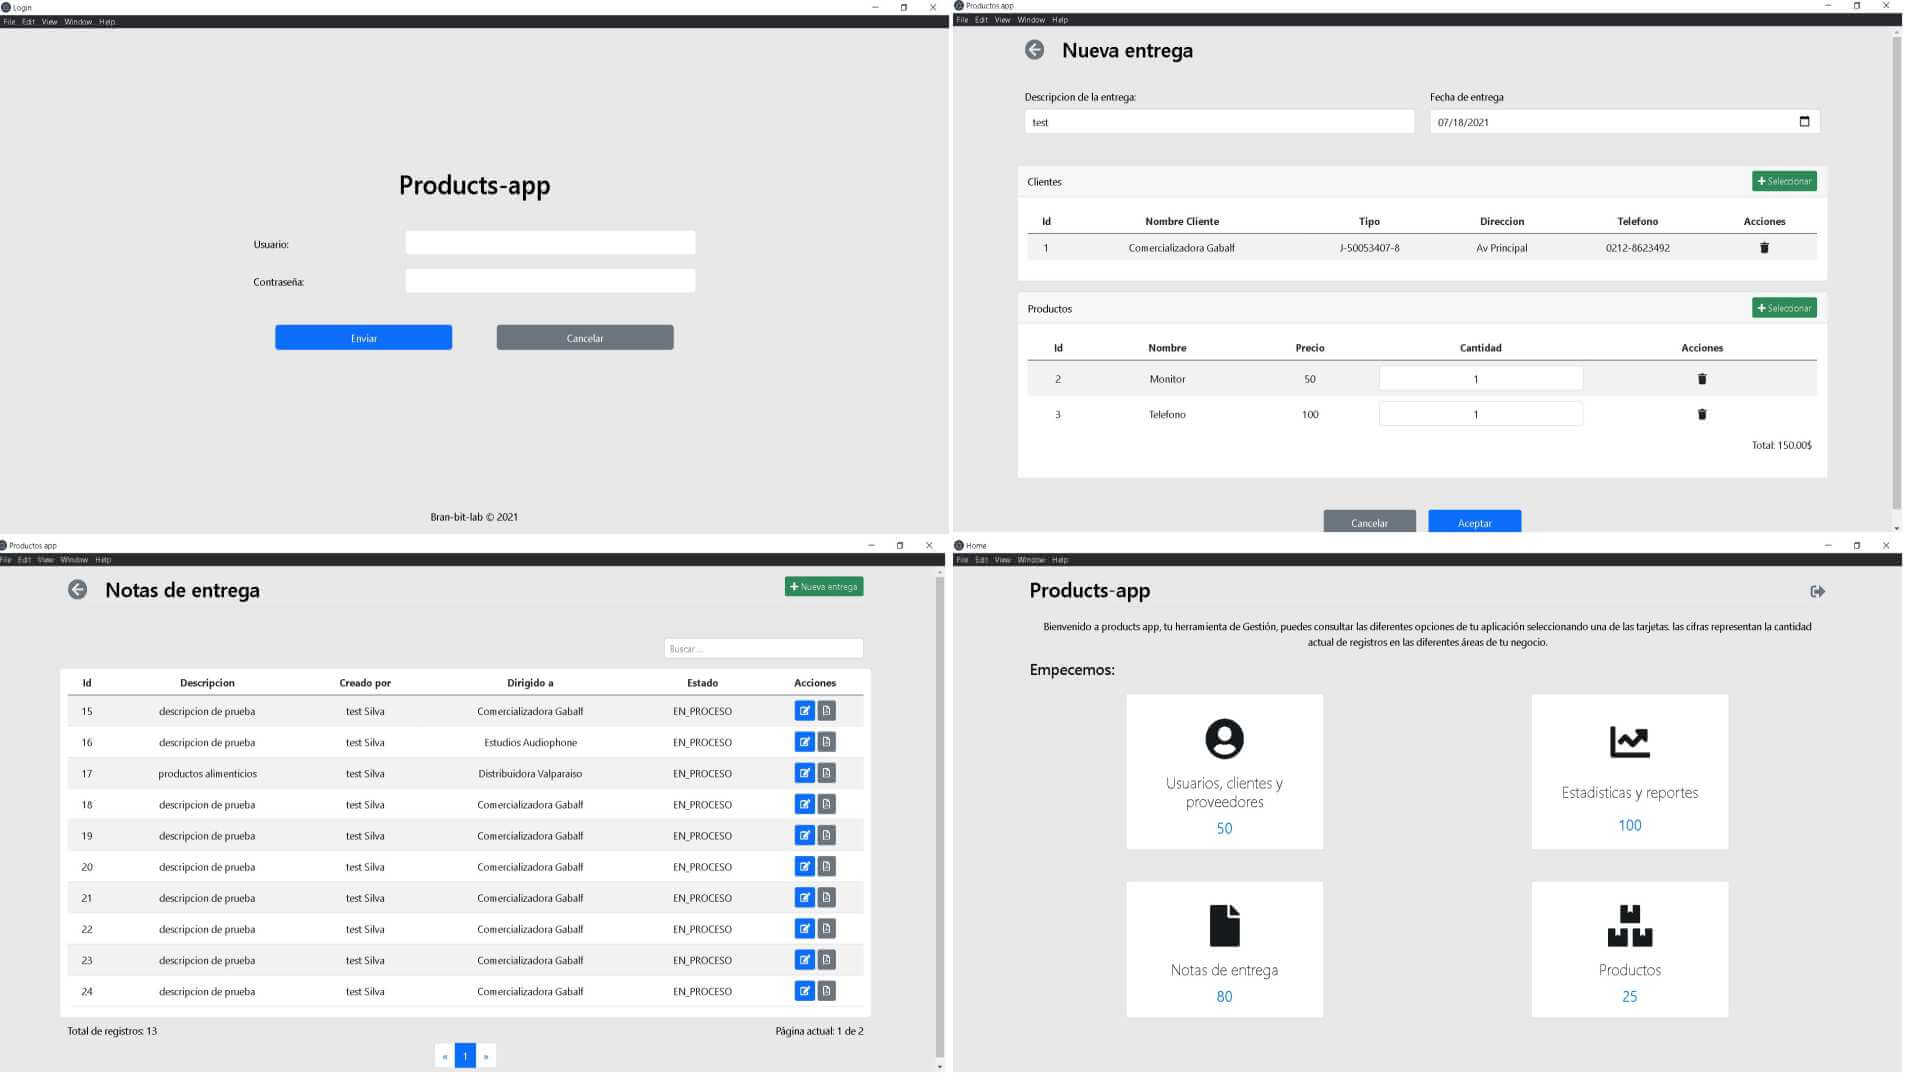 Login
File Edit View Window Help
Products-app
Usuario:
Contraseña:
Enviar Cancelar
Bran-bit-lab © 2021
Productos app
File Edit View Window Help
Nueva entrega
Descripcion de la entrega: Fecha de entrega
test 07/18/2021
Clientes + Seleccionar
Id Nombre Cliente Tipo Direccion Telefono Acciones
1 Comercializadora Gabalf J-50053407-8 Av Principal 0212-8623492
Productos + Seleccionar
Id Nombre Precio Cantidad Acciones
2 Monitor 50 1
3 Telefono 100 1
Total: 150.00$
Cancelar Aceptar
Productos app
File Edit View Window Help
Notas de entrega + Nueva entrega
Buscar...
Id Descripcion Creado por Dirigido a Estado Acciones
15 descripcion de prueba test Silva Comercializadora Gabalf EN_PROCESO
16 descripcion de prueba test Silva Estudios Audiophone EN_PROCESO
17 productos alimenticios test Silva Distribuidora Valparaiso EN_PROCESO
18 descripcion de prueba test Silva Comercializadora Gabalf EN_PROCESO
19 descripcion de prueba test Silva Comercializadora Gabalf EN_PROCESO
20 descripcion de prueba test Silva Comercializadora Gabalf EN_PROCESO
21 descripcion de prueba test Silva Comercializadora Gabalf EN_PROCESO
22 descripcion de prueba test Silva Comercializadora Gabalf EN_PROCESO
23 descripcion de prueba test Silva Comercializadora Gabalf EN_PROCESO
24 descripcion de prueba test Silva Comercializadora Gabalf EN_PROCESO
Total de registros: 13 Página actual: 1 de 2
« 1 »
Home
File Edit View Window Help
Products-app
Bienvenido a products app, tu herramienta de Gestión, puedes consultar las diferentes opciones de tu aplicación seleccionando una de las tarjetas. las cifras representan la cantidad
actual de registros en las diferentes áreas de tu negocio.
Empecemos:
Usuarios, clientes y
proveedores
50
Estadisticas y reportes
100
Notas de entrega
80
Productos
25